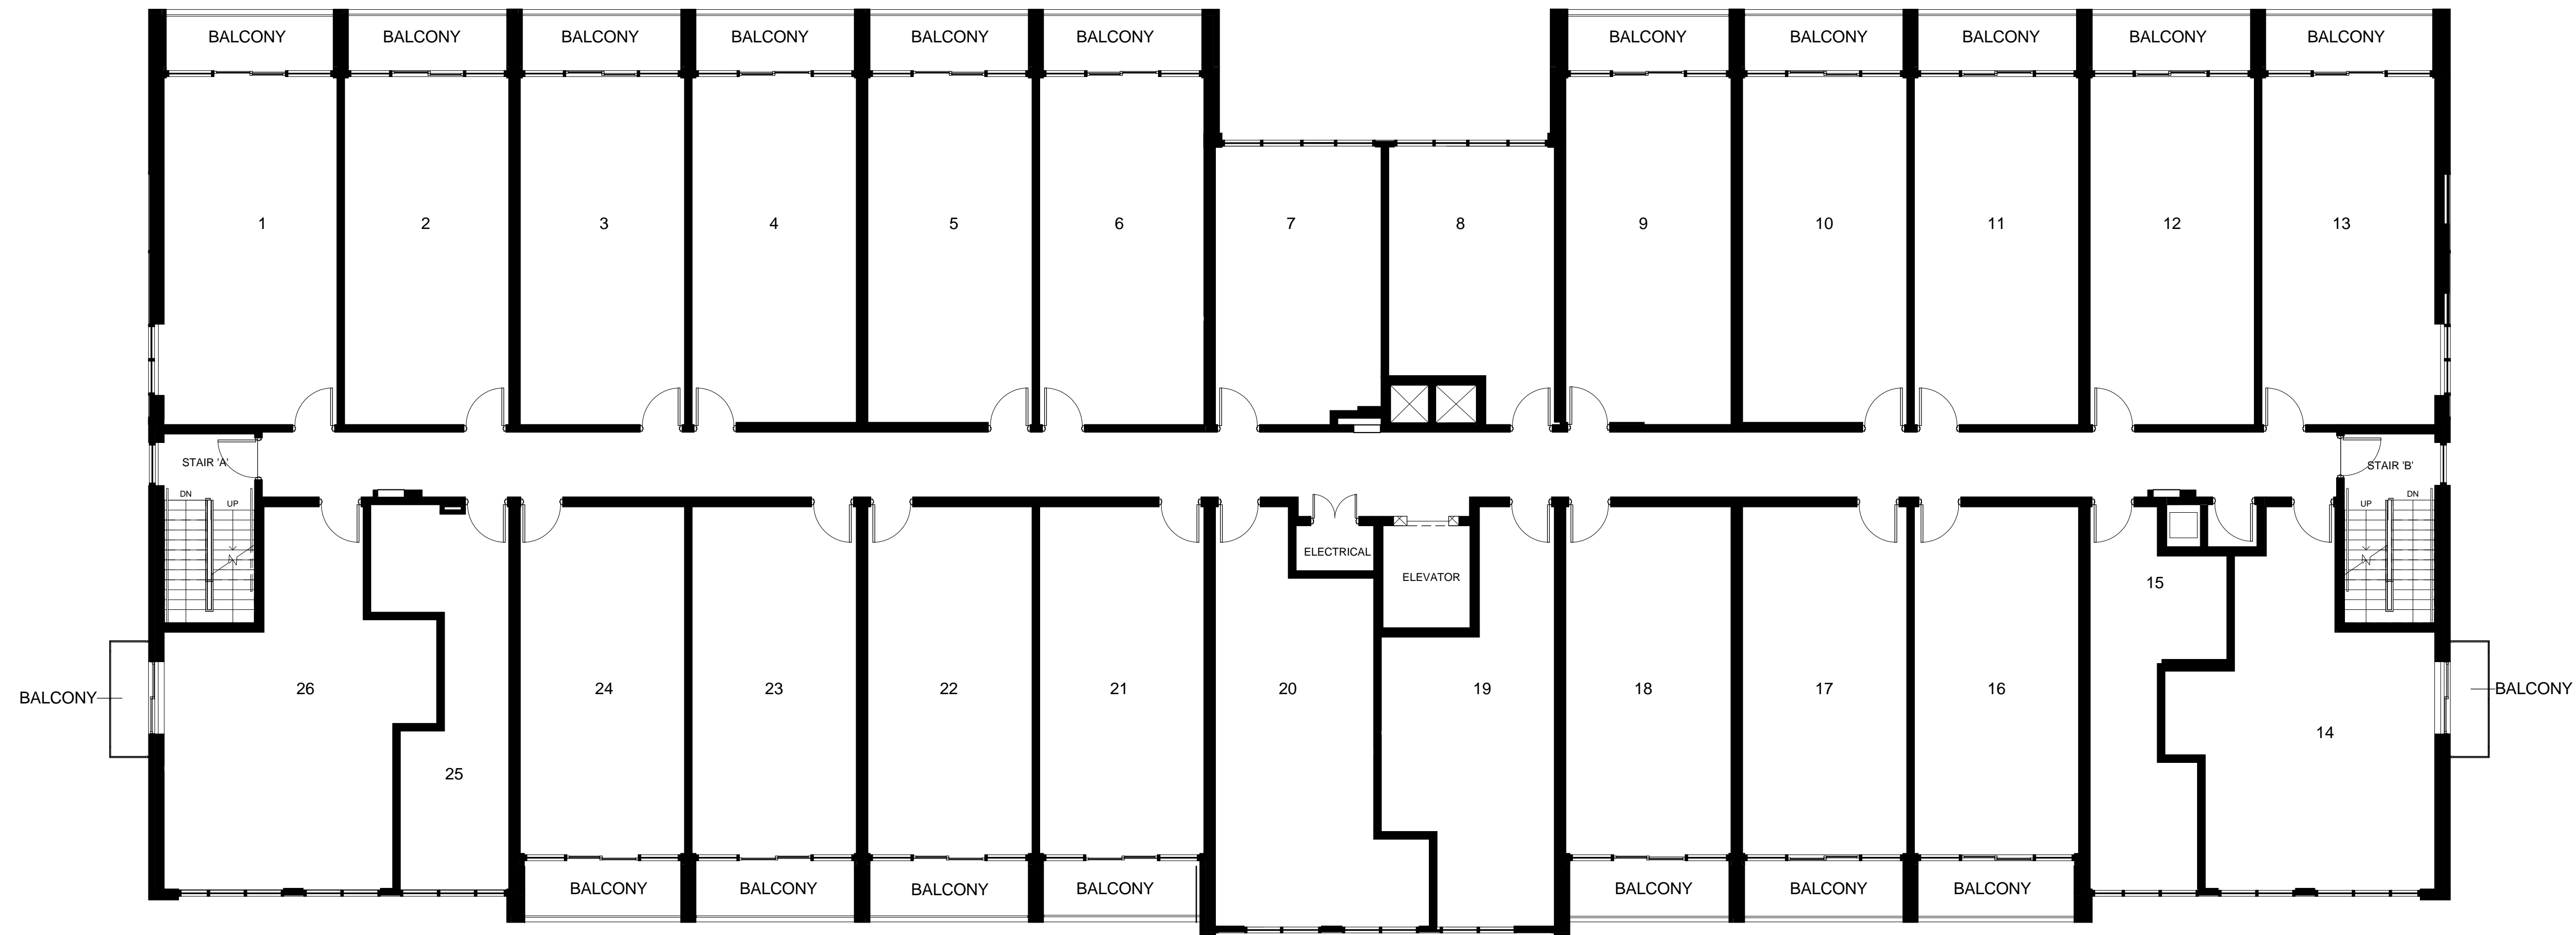 BALCONY BALCONY BALCONY BALCONY BALCONY BALCONY BALCONY BALCONY BALCONY BALCONY BALCONY
1 2 3 4 5 6 7 8 9 10 11 12 13
STAIR 'A' STAIR 'B'
DN UP UP DN
ELECTRICAL
ELEVATOR
15
BALCONY 26 24 23 22 21 20 19 18 17 16 BALCONY
14
25
BALCONY BALCONY BALCONY BALCONY BALCONY BALCONY BALCONY